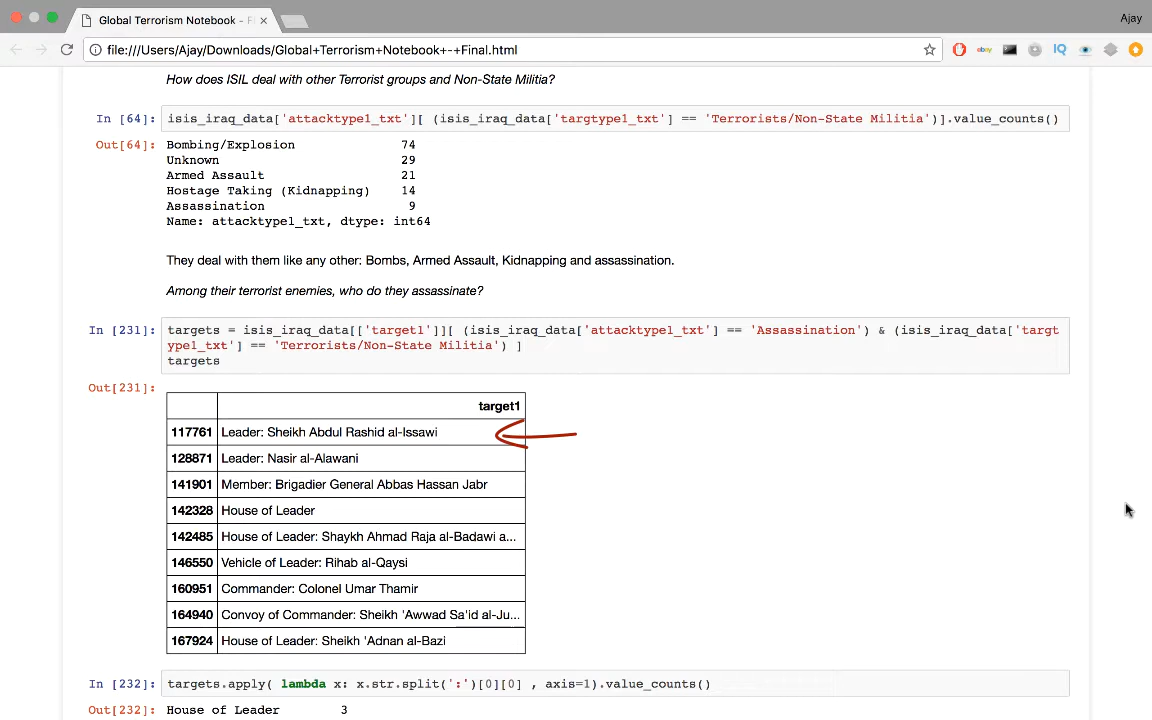 Global Terrorism Notebook - Fi
Ajay
file:///Users/Ajay/Downloads/Global+Terrorism+Notebook+-+Final.html
ebay
IQ
How does ISIL deal with other Terrorist groups and Non-State Militia?
In [64]: isis_iraq_data['attacktype1_txt'][ (isis_iraq_data['targtype1_txt'] == 'Terrorists/Non-State Militia')].value_counts()
Out[64]: Bombing/Explosion 74
Unknown 29
Armed Assault 21
Hostage Taking (Kidnapping) 14
Assassination 9
Name: attacktype1_txt, dtype: int64
They deal with them like any other: Bombs, Armed Assault, Kidnapping and assassination.
Among their terrorist enemies, who do they assassinate?
In [231]: targets = isis_iraq_data[['target1']][ (isis_iraq_data['attacktype1_txt'] == 'Assassination') & (isis_iraq_data['targt
ype1_txt'] == 'Terrorists/Non-State Militia') ]
targets
Out[231]:
target1
117761 Leader: Sheikh Abdul Rashid al-Issawi
128871 Leader: Nasir al-Alawani
141901 Member: Brigadier General Abbas Hassan Jabr
142328 House of Leader
142485 House of Leader: Shaykh Ahmad Raja al-Badawi a...
146550 Vehicle of Leader: Rihab al-Qaysi
160951 Commander: Colonel Umar Thamir
164940 Convoy of Commander: Sheikh 'Awwad Sa'id al-Ju...
167924 House of Leader: Sheikh 'Adnan al-Bazi
In [232]: targets.apply( lambda x: x.str.split(':')[0][0] , axis=1).value_counts()
Out[232]: House of Leader 3